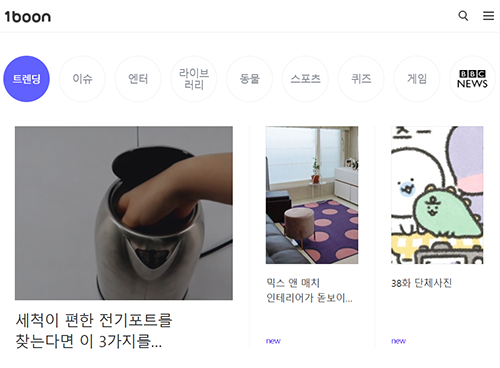 1boon
트렌딩
이슈
엔터
라이브
러리
동물
스포츠
퀴즈
게임
BBC
NEWS
세척이 편한 전기포트를
찾는다면 이 3가지를...
믹스 앤 매치
인테리어가 돋보이...
new
38화 단체사진
new